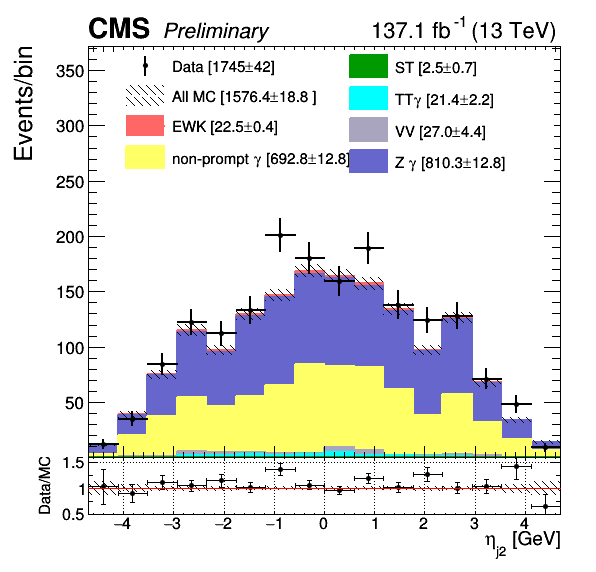 CMS Preliminary 137.1 fb⁻¹ (13 TeV)
Events/bin
350
300
250
200
150
100
50
Data [1745±42]
All MC [1576.4±18.8 ]
EWK [22.5±0.4]
non-prompt γ [692.8±12.8]
ST [2.5±0.7]
TTγ [21.4±2.2]
VV [27.0±4.4]
Z γ [810.3±12.8]
Data/MC
1.5
1
0.5
−4 −3 −2 −1 0 1 2 3 4
η_{j2} [GeV]